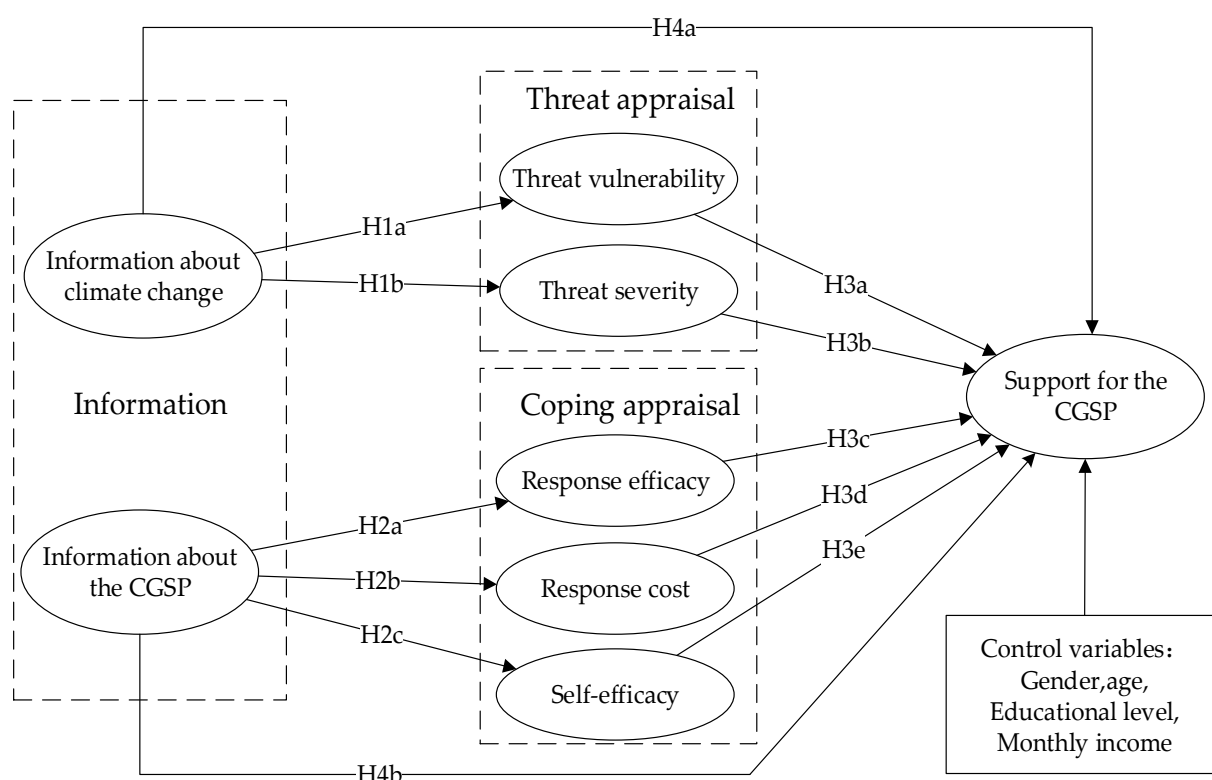 H4a
Threat appraisal
Threat vulnerability
H1a
Information about
climate change
H1b
Threat severity
H3a
H3b
Support for the
CGSP
Information
Coping appraisal
H3c
Response efficacy
H3d
H2a
Information about
the CGSP
H3e
H2b
Response cost
H2c
Self-efficacy
Control variables：
Gender,age,
Educational level,
Monthly income
H4b